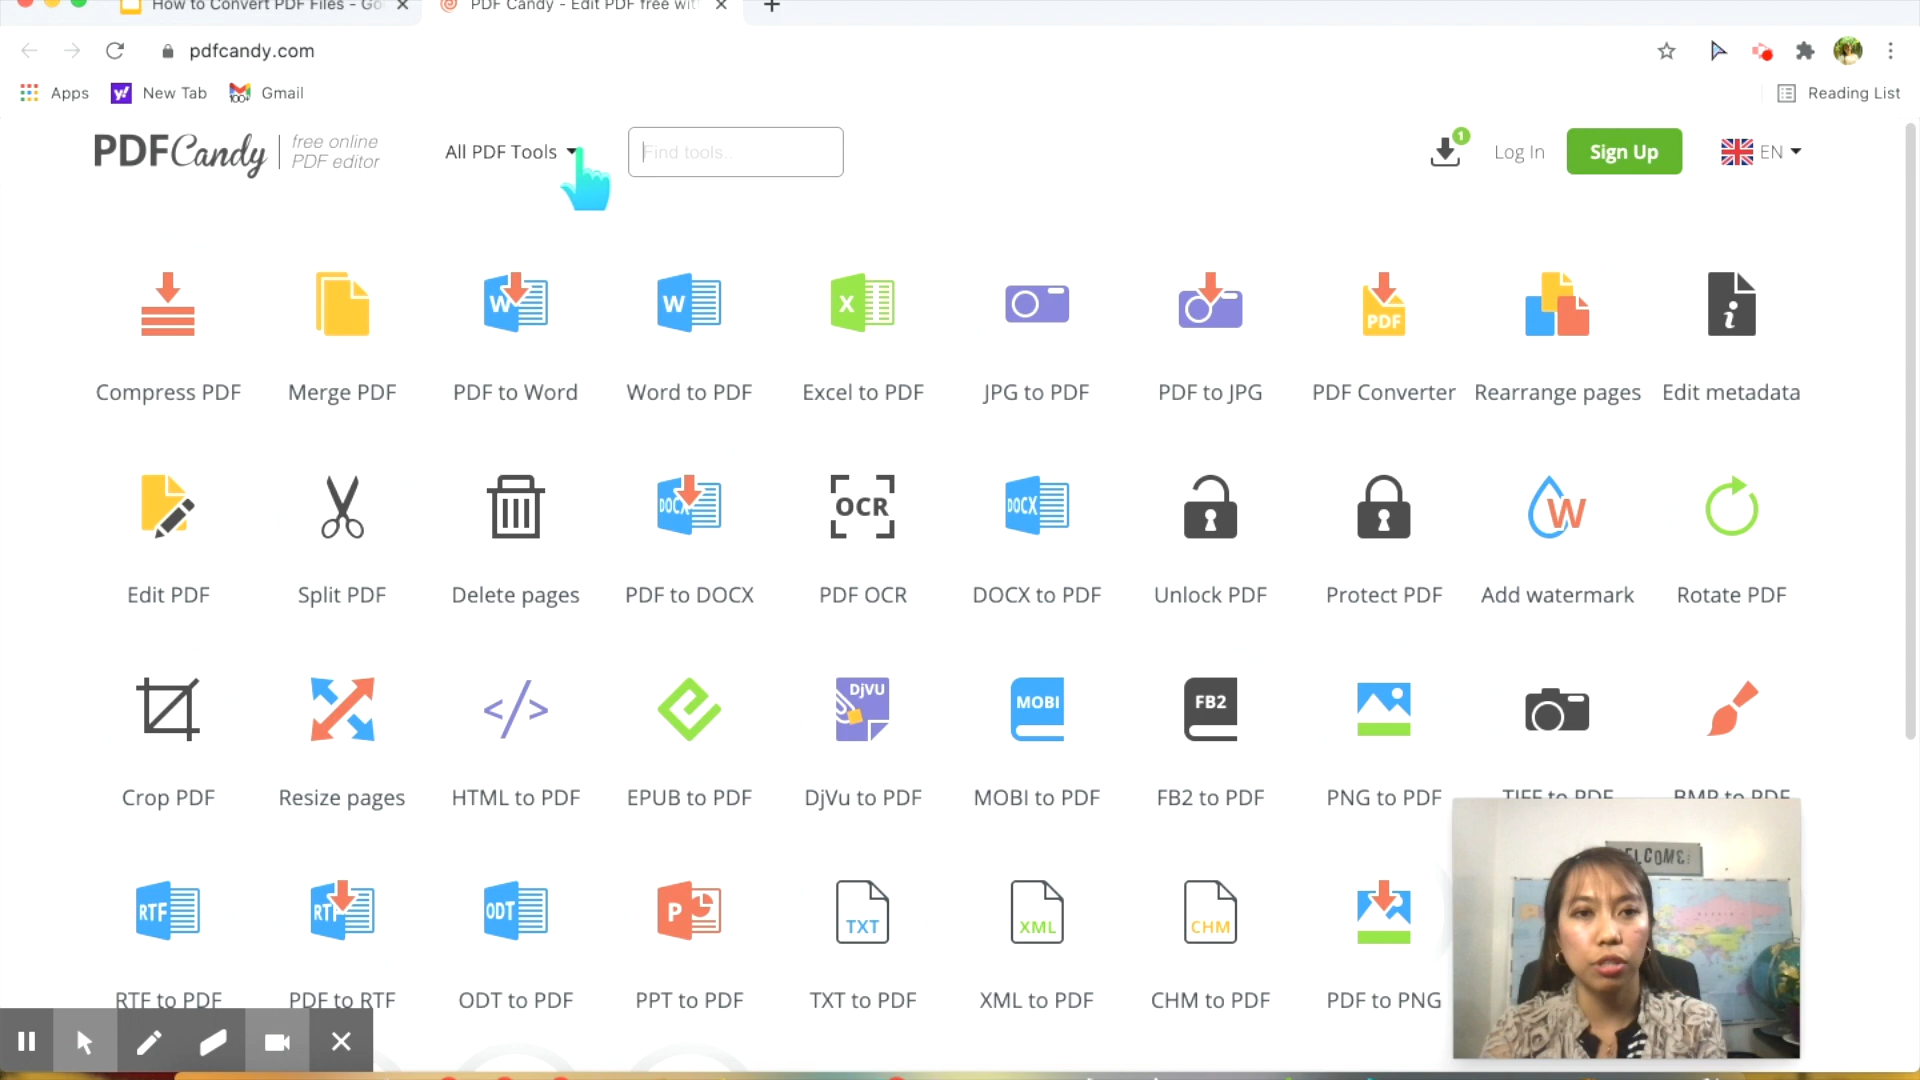 How to Convert PDF Files - Go
PDF Candy - Edit PDF free wit
pdfcandy.com
Apps
New Tab
Gmail
Reading List
PDFCandy
free online
PDF editor
All PDF Tools
Find tools..
1
Log In
Sign Up
EN
W
W
X
PDF
i
Compress PDF
Merge PDF
PDF to Word
Word to PDF
Excel to PDF
JPG to PDF
PDF to JPG
PDF Converter
Rearrange pages
Edit metadata
DOCX
OCR
DOCX
W
Edit PDF
Split PDF
Delete pages
PDF to DOCX
PDF OCR
DOCX to PDF
Unlock PDF
Protect PDF
Add watermark
Rotate PDF
</>
DjVU
MOBI
FB2
Crop PDF
Resize pages
HTML to PDF
EPUB to PDF
DjVu to PDF
MOBI to PDF
FB2 to PDF
PNG to PDF
TIFF to PDF
BMP to PDF
RTF
RTF
ODT
P
TXT
XML
CHM
RTF to PDF
PDF to RTF
ODT to PDF
PPT to PDF
TXT to PDF
XML to PDF
CHM to PDF
PDF to PNG
ELCOME!